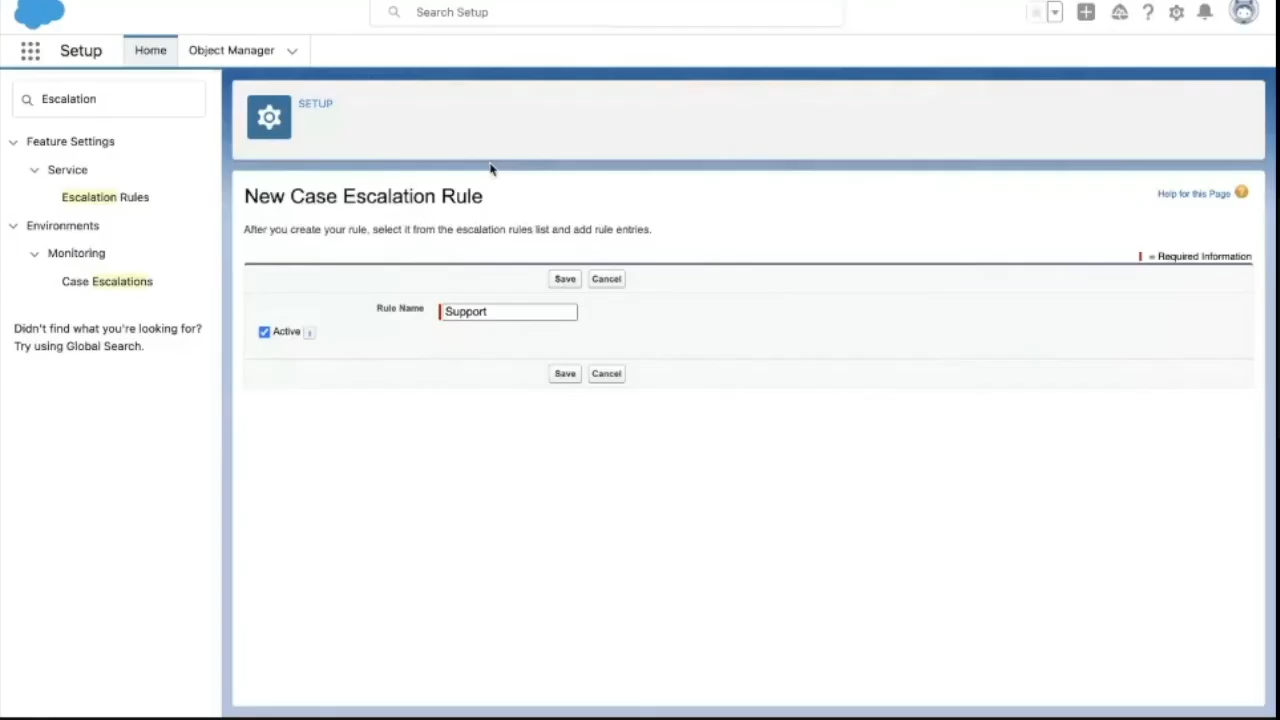 Search Setup
Setup
Home
Object Manager
Escalation
Feature Settings
Service
Escalation Rules
Environments
Monitoring
Case Escalations
Didn't find what you're looking for?
Try using Global Search.
SETUP
New Case Escalation Rule
Help for this Page
After you create your rule, select it from the escalation rules list and add rule entries.
= Required Information
Save Cancel
Rule Name Support
Active i
Save Cancel